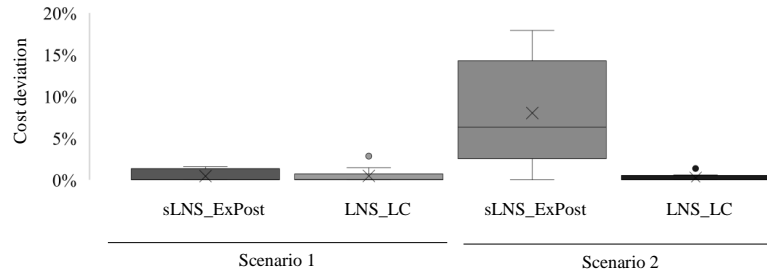 20%
15%
10%
5%
0%
Cost deviation
sLNS_ExPost LNS_LC sLNS_ExPost LNS_LC
Scenario 1 Scenario 2